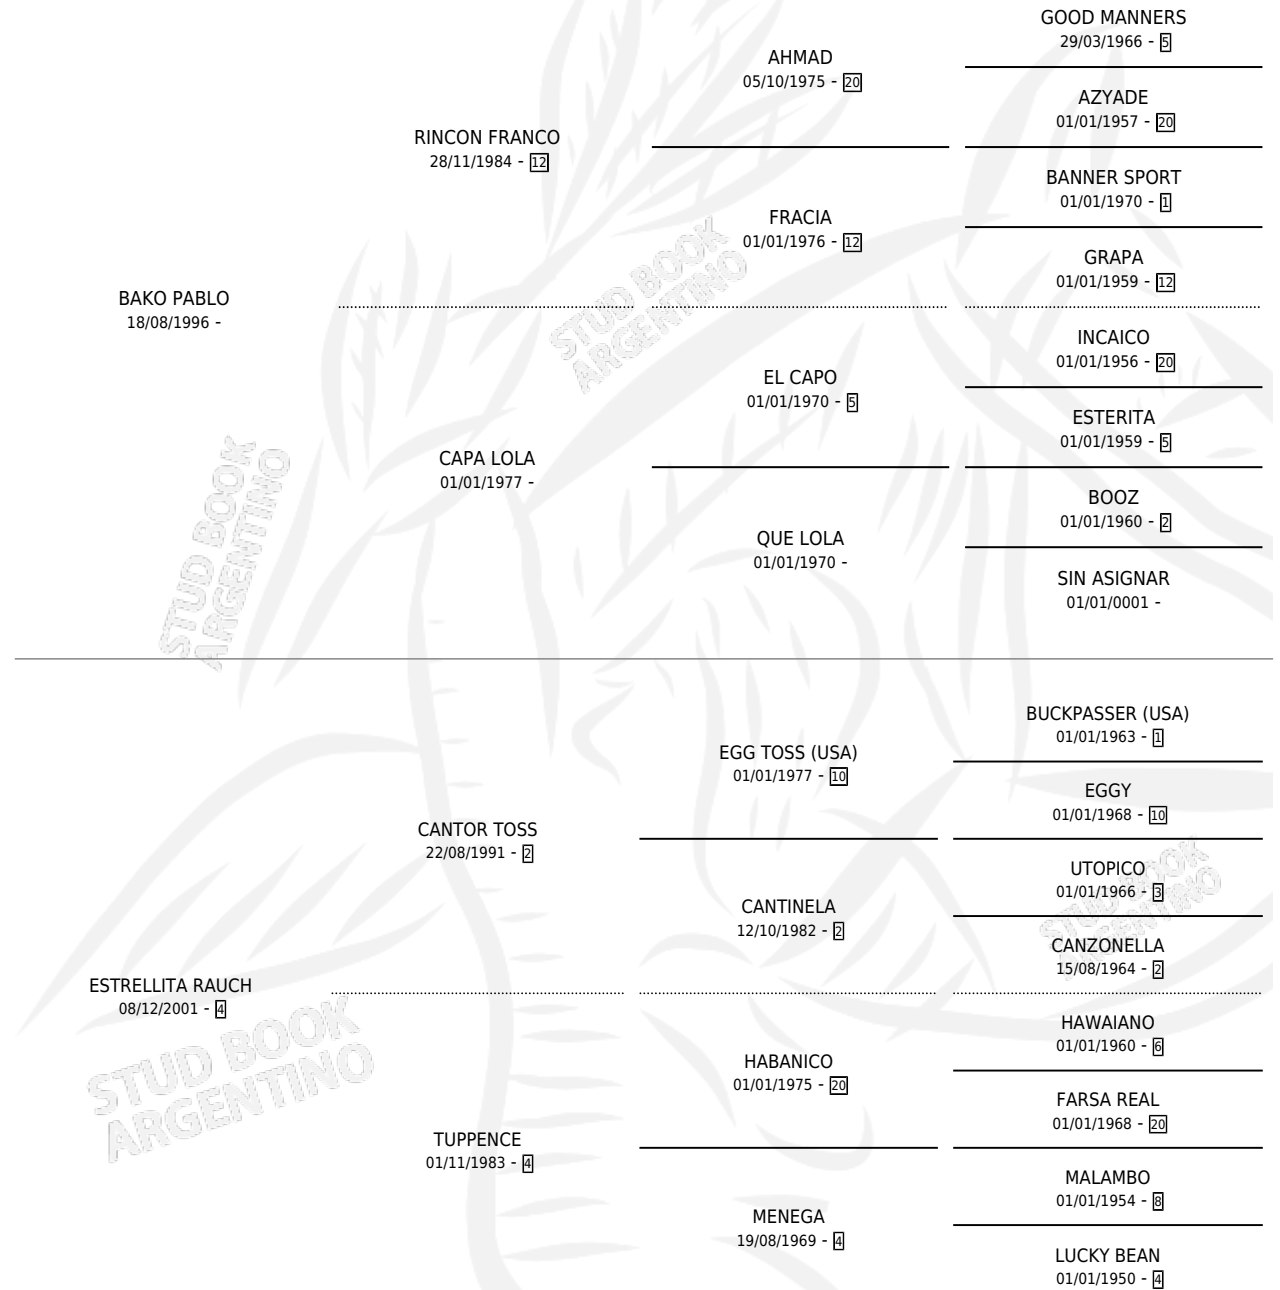 GOOD MANNERS
29/03/1966 - 5
AHMAD
05/10/1975 - 20
AZYADE
01/01/1957 - 20
RINCON FRANCO
28/11/1984 - 12
BANNER SPORT
01/01/1970 - 1
FRACIA
01/01/1976 - 12
GRAPA
01/01/1959 - 12
BAKO PABLO
18/08/1996 -
INCAICO
01/01/1956 - 20
EL CAPO
01/01/1970 - 5
ESTERITA
01/01/1959 - 5
CAPA LOLA
01/01/1977 -
BOOZ
01/01/1960 - 2
QUE LOLA
01/01/1970 -
SIN ASIGNAR
01/01/0001 -
STUD BOOK
ARGENTINO
STUD BOOK
ARGENTINO
BUCKPASSER (USA)
01/01/1963 - 1
EGG TOSS (USA)
01/01/1977 - 10
EGGY
01/01/1968 - 10
CANTOR TOSS
22/08/1991 - 2
UTOPICO
01/01/1966 - 3
CANTINELA
12/10/1982 - 2
CANZONELLA
15/08/1964 - 2
ESTRELLITA RAUCH
08/12/2001 - 4
HAWAIANO
01/01/1960 - 6
HABANICO
01/01/1975 - 20
FARSA REAL
01/01/1968 - 20
TUPPENCE
01/11/1983 - 4
MALAMBO
01/01/1954 - 8
MENEGA
19/08/1969 - 4
LUCKY BEAN
01/01/1950 - 4
STUD BOOK
ARGENTINO
STUD BOOK
ARGENTINO